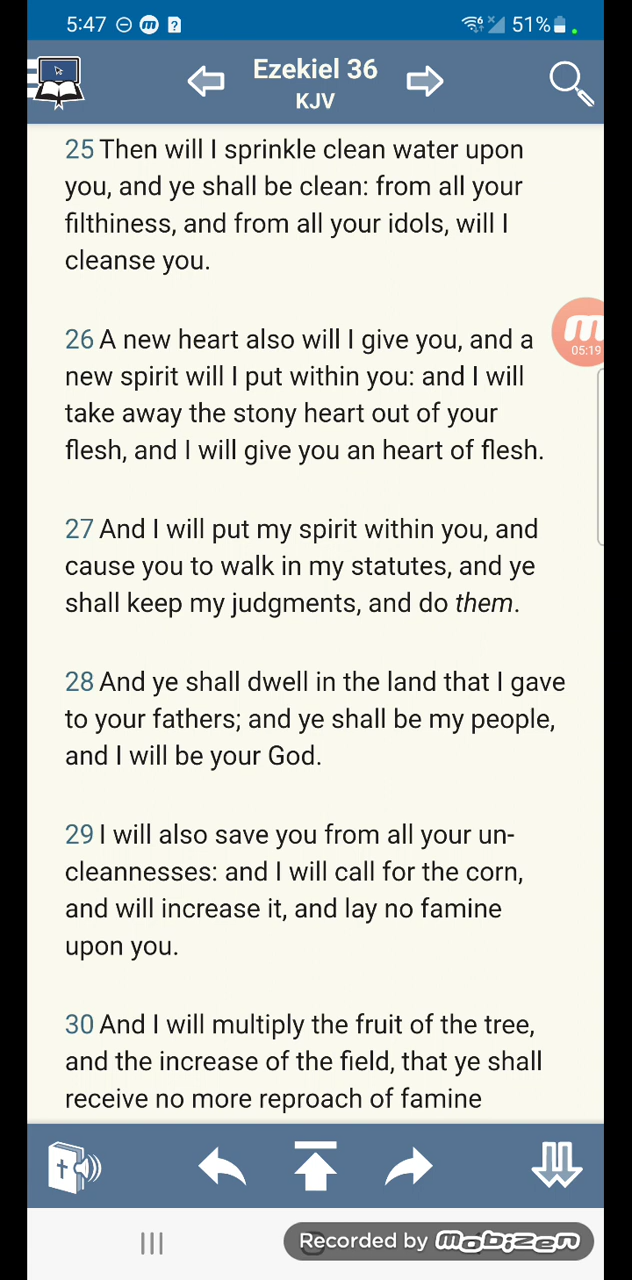 5:47
51%
Ezekiel 36
KJV
25 Then will I sprinkle clean water upon
you, and ye shall be clean: from all your
filthiness, and from all your idols, will I
cleanse you.
26 A new heart also will I give you, and a
new spirit will I put within you: and I will
take away the stony heart out of your
flesh, and I will give you an heart of flesh.
27 And I will put my spirit within you, and
cause you to walk in my statutes, and ye
shall keep my judgments, and do them.
28 And ye shall dwell in the land that I gave
to your fathers; and ye shall be my people,
and I will be your God.
29 I will also save you from all your un-
cleannesses: and I will call for the corn,
and will increase it, and lay no famine
upon you.
30 And I will multiply the fruit of the tree,
and the increase of the field, that ye shall
receive no more reproach of famine
m
05:19
Recorded by mobizen